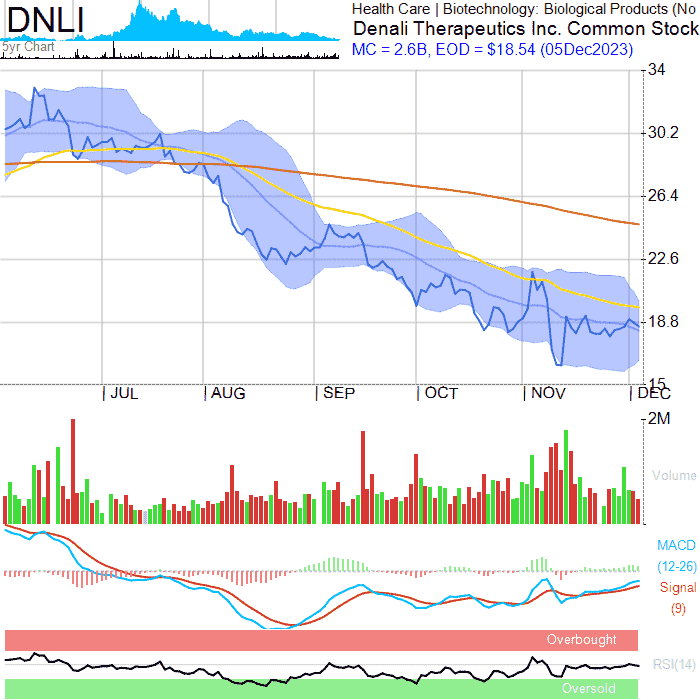 DNLI
5yr Chart
Health Care | Biotechnology: Biological Products (No
Denali Therapeutics Inc. Common Stock
MC = 2.6B, EOD = $18.54 (05Dec2023)
34
30.2
26.4
22.6
18.8
15
JUL AUG SEP OCT NOV DEC
2M
Volume
MACD
(12-26)
Signal
(9)
Overbought
RSI(14)
Oversold